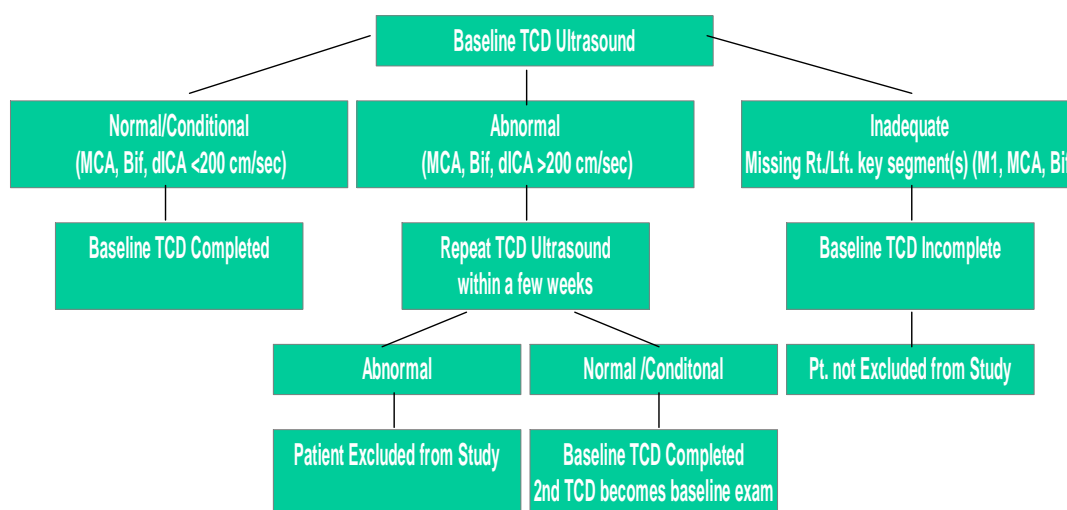 Baseline TCD Ultrasound
Normal/Conditional
(MCA, Bif, dICA <200 cm/sec)
Abnormal
(MCA, Bif, dICA >200 cm/sec)
Inadequate
Missing Rt./Lft. key segment(s) (M1, MCA, Bif
Baseline TCD Completed
Repeat TCD Ultrasound
within a few weeks
Baseline TCD Incomplete
Abnormal
Normal /Conditonal
Pt. not Excluded from Study
Patient Excluded from Study
Baseline TCD Completed
2nd TCD becomes baseline exam